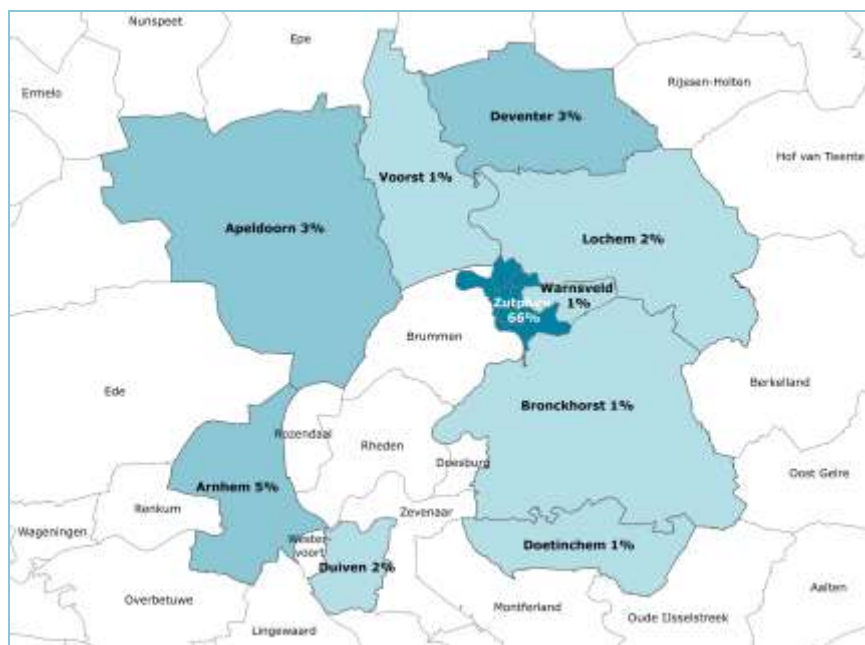 Nunspeet
Epe
Ermelo
Rijssen-Holten
Deventer 3%
Hof van Twente
Voorst 1%
Apeldoorn 3%
Lochem 2%
Warnsveld
1%
Zutphen
66%
Brummen
Ede
Berkelland
Bronckhorst 1%
Rozendaal
Rheden
Doesburg
Oost Gelre
Arnhem 5%
Renkum
Zevenaar
Wageningen
Wester-
voort
Doetinchem 1%
Duiven 2%
Aalten
Overbetuwe
Montferland
Oude IJsselstreek
Lingewaard